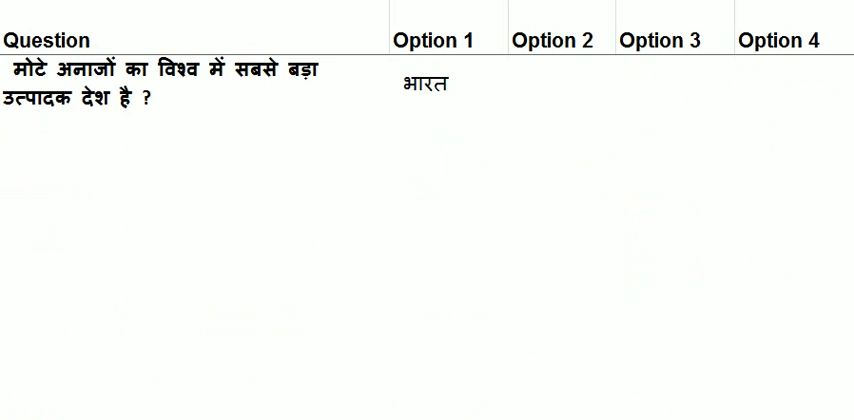 Question Option 1 Option 2 Option 3 Option 4
मोटे अनाजों का विश्व में सबसे बड़ा
उत्पादक देश है ?
भारत